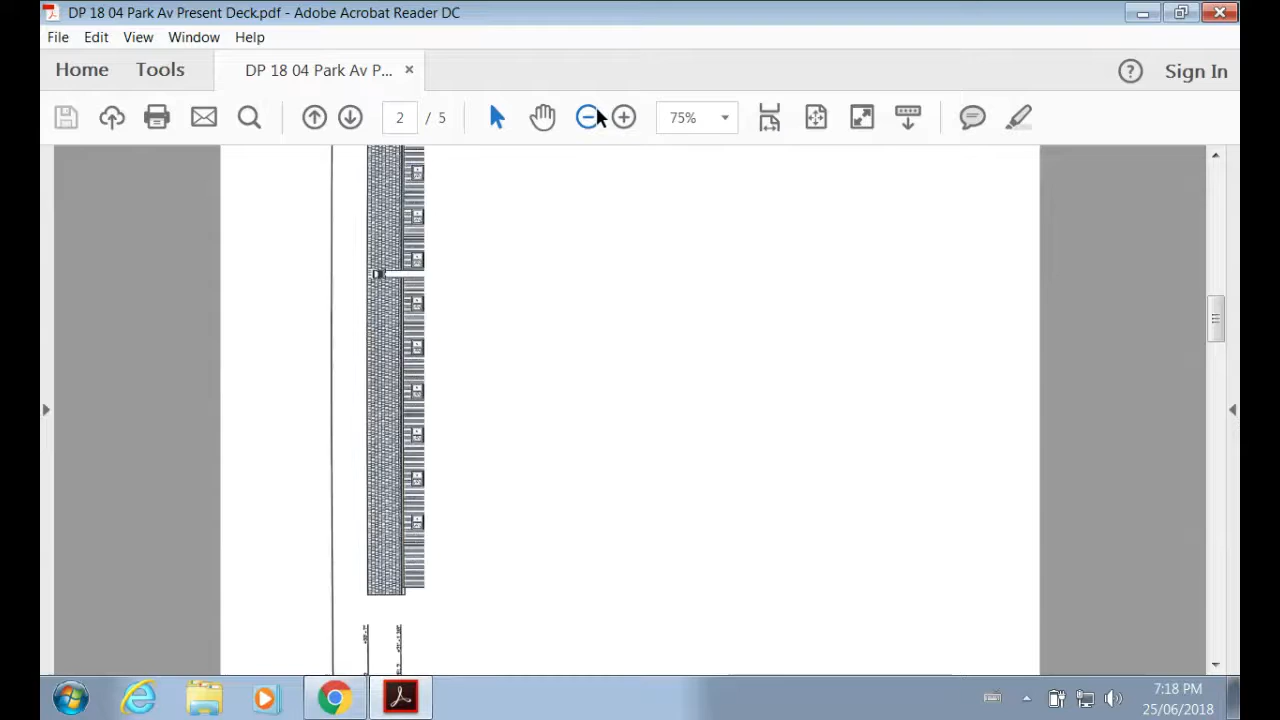 DP 18 04 Park Av Present Deck.pdf - Adobe Acrobat Reader DC
File Edit View Window Help
Home Tools DP 18 04 Park Av P... × Sign In
2 / 5 75%
7:18 PM
25/06/2018